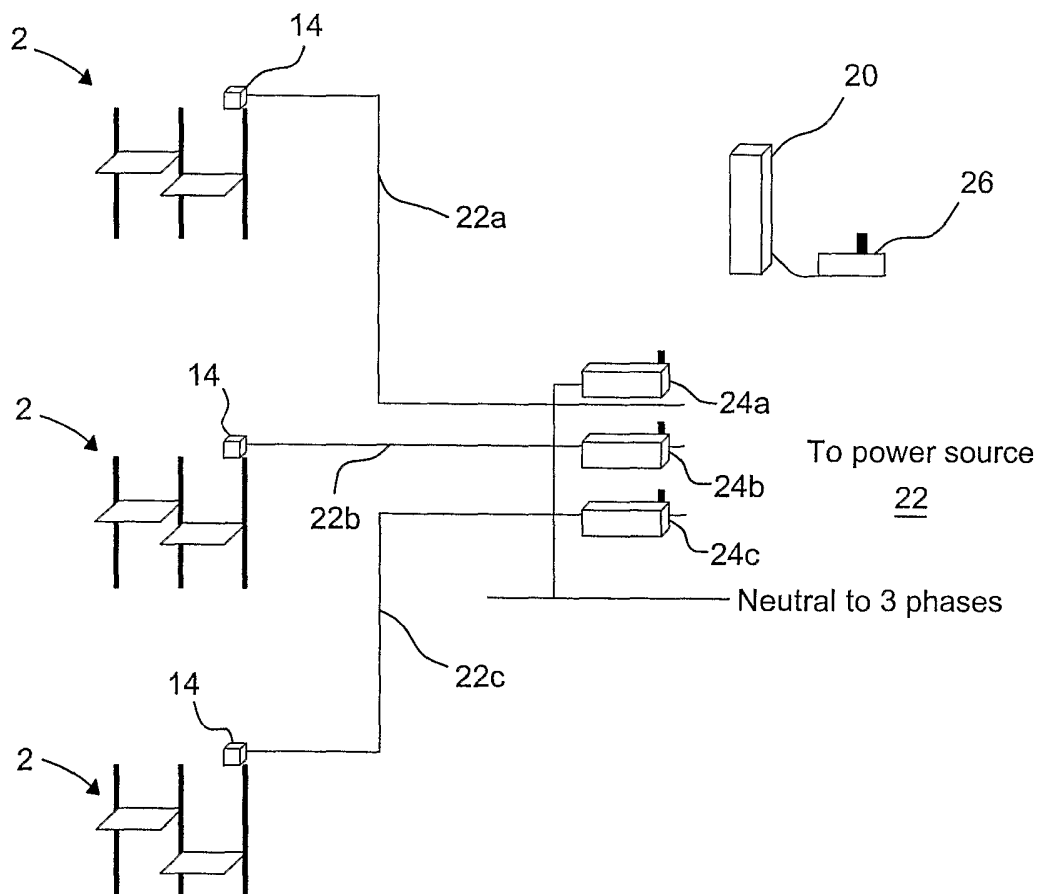 14
2
20
26
22a
14
24a
2
To power source
24b
22
22b
24c
Neutral to 3 phases
22c
14
2